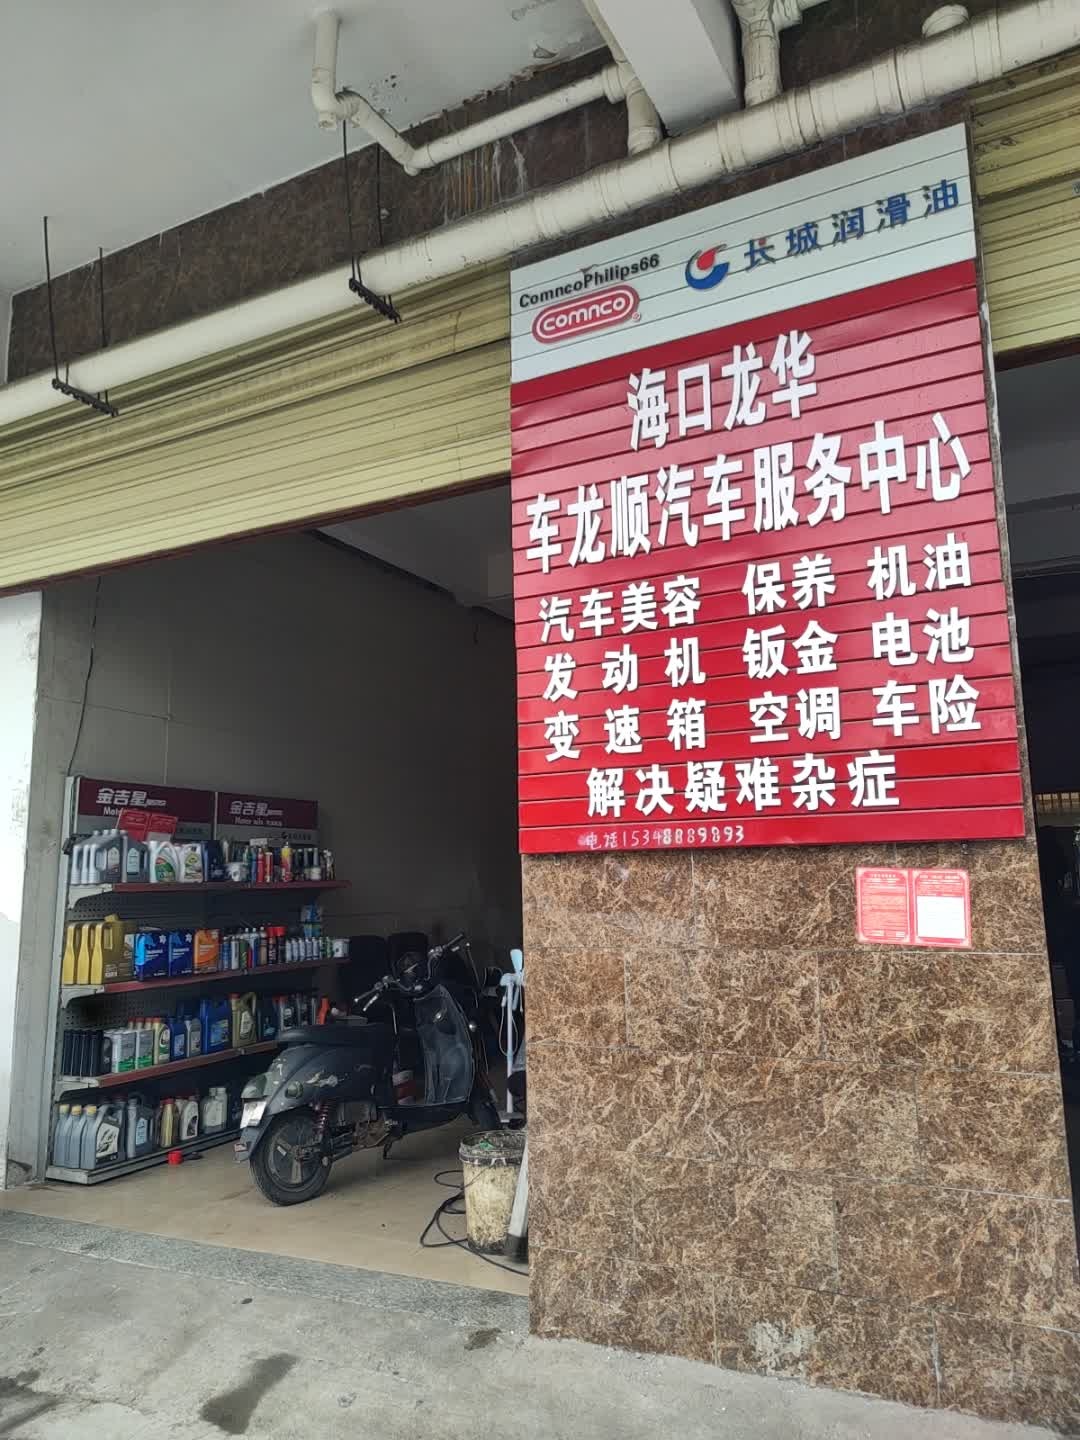 ComncoPhilips66
comnco
长城润滑油
海口龙华
车龙顺汽车服务中心
汽车美容 保养 机油
发动机 钣金 电池
变速箱 空调 车险
解决疑难杂症
电话15348889893
金吉星
金吉星